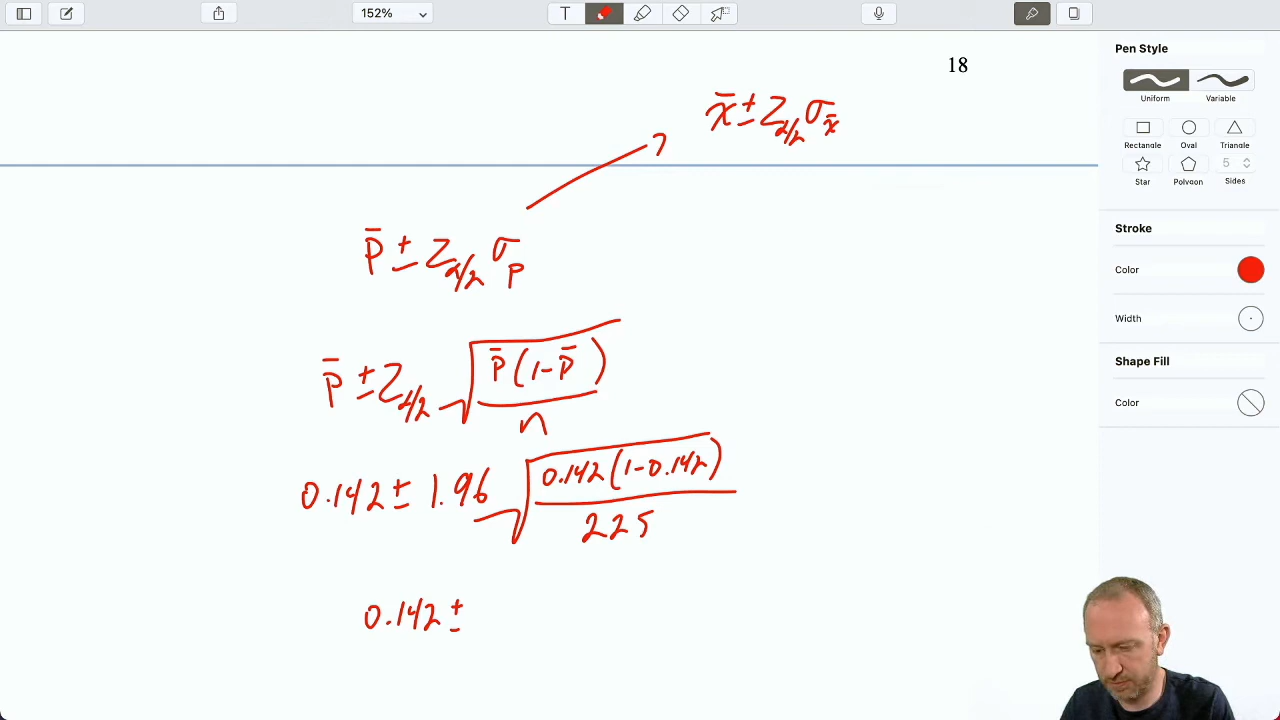 152%
T
Pen Style
Uniform Variable
Rectangle Oval Triangle
Star Polygon 5 Sides
Stroke
Color
Width
Shape Fill
Color
18
x̄ ± Z_{α/2} σ_{x̄}
p̄ ± Z_{α/2} σ_p
p̄ ± Z_{α/2} √(p̄(1-p̄)/n)
0.142 ± 1.96 √(0.142(1-0.142)/225)
0.142 ±